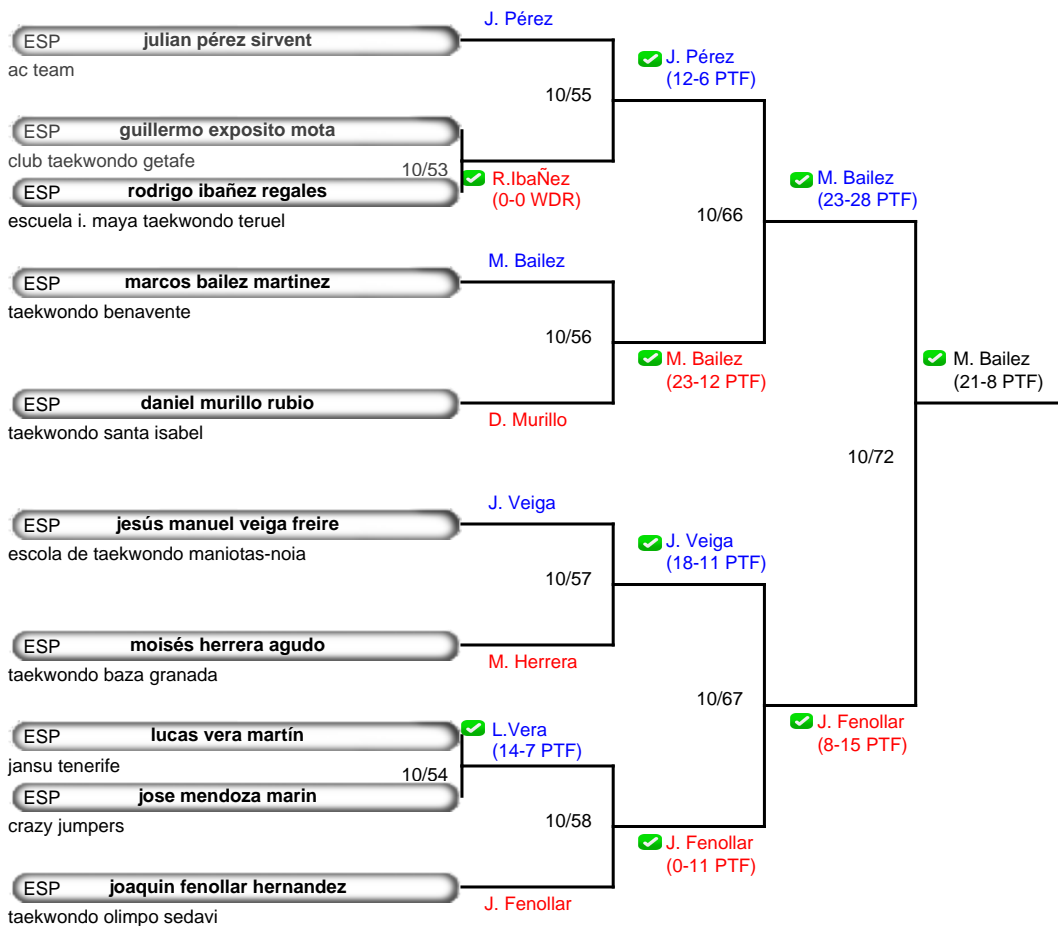 J. Pérez
ESP julian pérez sirvent
ac team
J. Pérez
(12-6 PTF)
10/55
ESP guillermo exposito mota
club taekwondo getafe
10/53
R.IbaÑez
(0-0 WDR)
ESP rodrigo ibañez regales
escuela i. maya taekwondo teruel
M. Bailez
(23-28 PTF)
10/66
M. Bailez
ESP marcos bailez martinez
taekwondo benavente
10/56
M. Bailez
(23-12 PTF)
M. Bailez
(21-8 PTF)
ESP daniel murillo rubio
taekwondo santa isabel
D. Murillo
10/72
J. Veiga
ESP jesús manuel veiga freire
escola de taekwondo maniotas-noia
J. Veiga
(18-11 PTF)
10/57
ESP moisés herrera agudo
taekwondo baza granada
M. Herrera
10/67
J. Fenollar
(8-15 PTF)
ESP lucas vera martín
jansu tenerife
L.Vera
(14-7 PTF)
10/54
ESP jose mendoza marin
crazy jumpers
10/58
J. Fenollar
(0-11 PTF)
ESP joaquin fenollar hernandez
taekwondo olimpo sedavi
J. Fenollar